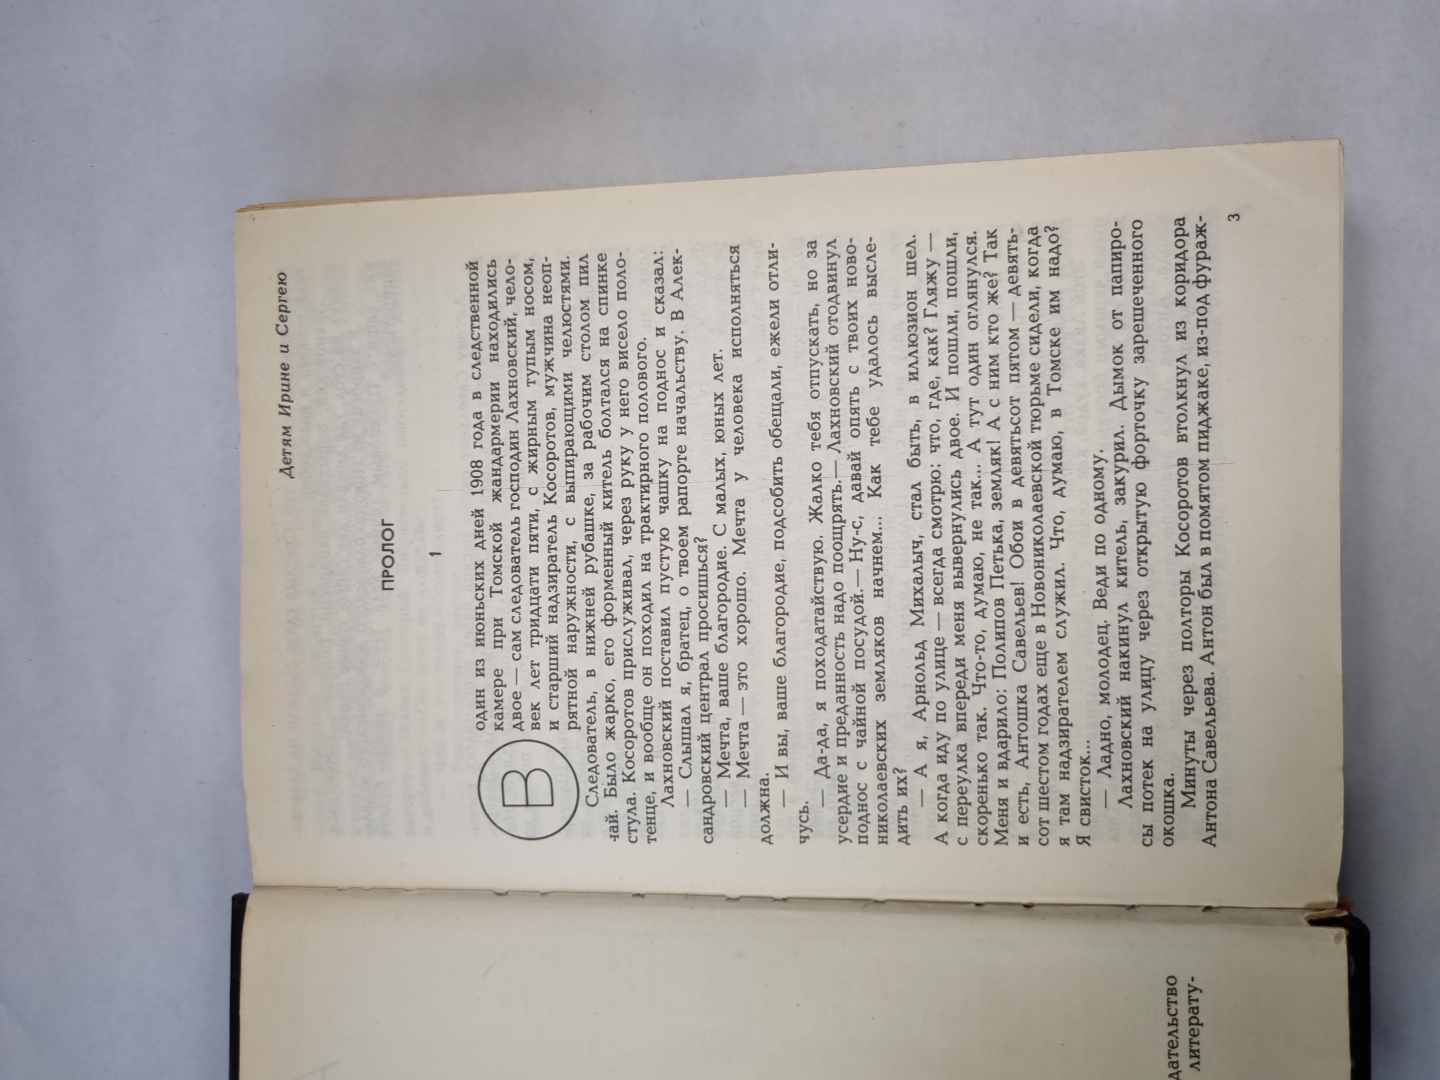 дательство
литерату-
Детям Ирине и Сергею
ПРОЛОГ
1
В один из июньских дней 1908 года в следственной
камере при Томской жандармерии находились
двое — сам следователь господин Лахновский, чело-
век лет тридцати пяти, с жирным тупым носом,
и старший надзиратель Косоротов, мужчина неоп-
рятной наружности, с выпирающими челюстями.
Следователь, в нижней рубашке, за рабочим столом пил
чай. Было жарко, его форменный китель болтался на спинке
стула. Косоротов прислуживал, через руку у него висело поло-
тенце, и вообще он походил на трактирного полового.
Лахновский поставил пустую чашку на поднос и сказал:
— Слышал я, братец, о твоем рапорте начальству. В Алек-
сандровский централ просишься?
— Мечта, ваше благородие. С малых, юных лет.
— Мечта — это хорошо. Мечта у человека исполняться
должна.
— И вы, ваше благородие, подсобить обещали, ежели отли-
чусь.
— Да-да, я походатайствую. Жалко тебя отпускать, но за
усердие и преданность надо поощрять.— Лахновский отодвинул
поднос с чайной посудой.— Ну-с, давай опять с твоих ново-
николаевских земляков начнем... Как тебе удалось высле-
дить их?
— А я, Арнольд Михалыч, стал быть, в иллюзион шел.
А когда иду по улице — всегда смотрю: что, где, как? Гляжу —
с переулка впереди меня вывернулись двое. И пошли, пошли,
скоренько так. Что-то, думаю, не так... А тут один оглянулся.
Меня и вдарило: Полипов Петька, земляк! А с ним кто же? Так
и есть, Антошка Савельев! Обои в девятьсот пятом — девять-
сот шестом годах еще в Новониколаевской тюрьме сидели, когда
я там надзирателем служил. Что, думаю, в Томске им надо?
Я свисток...
— Ладно, молодец. Веди по одному.
Лахновский накинул китель, закурил. Дымок от папиро-
сы потек на улицу через открытую форточку зарешеченного
окошка.
Минуты через полторы Косоротов втолкнул из коридора
Антона Савельева. Антон был в помятом пиджаке, из-под фураж-
3